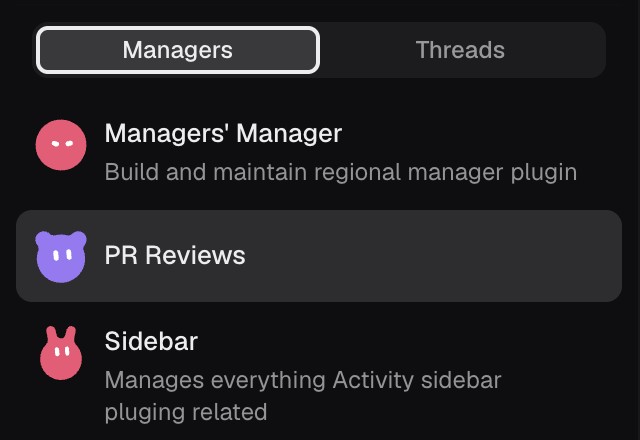 Managers
Threads
Managers' Manager
Build and maintain regional manager plugin
PR Reviews
Sidebar
Manages everything Activity sidebar
pluging related